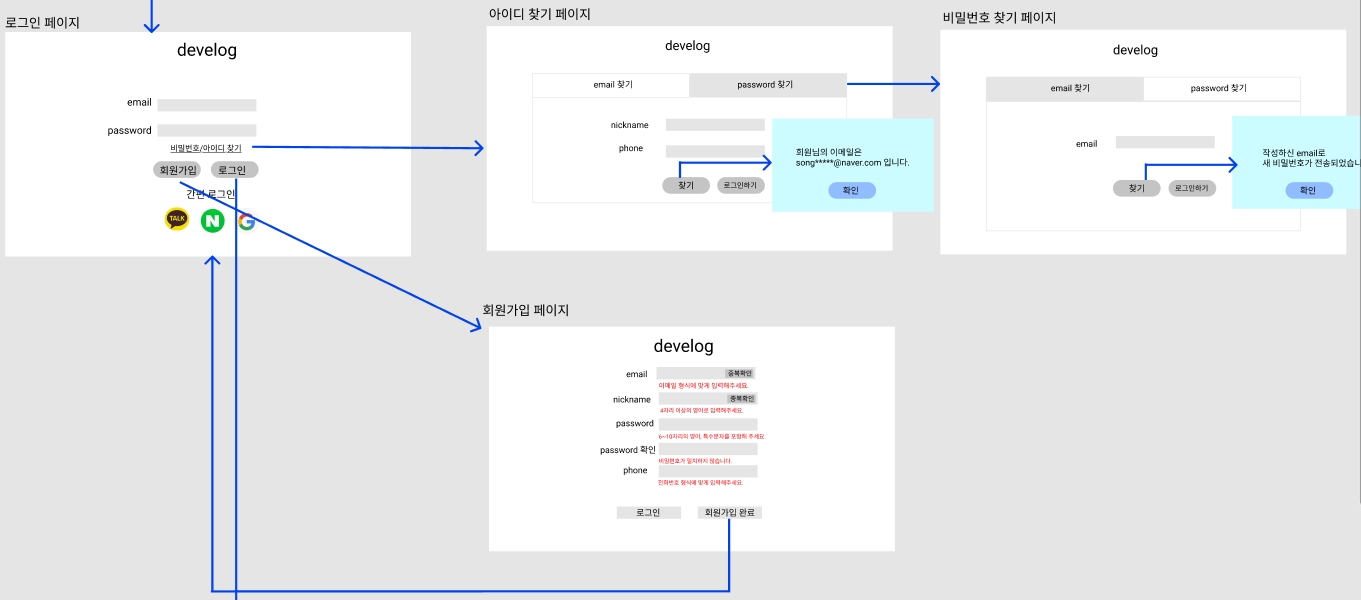 로그인 페이지
develog
email
password
비밀번호/아이디 찾기
회원가입
로그인
간편 로그인
TALK
N
G
아이디 찾기 페이지
develog
email 찾기
password 찾기
nickname
phone
찾기
로그인하기
회원님의 이메일은
song*****@naver.com 입니다.
확인
비밀번호 찾기 페이지
develog
email 찾기
password 찾기
email
찾기
로그인하기
작성하신 email로
새 비밀번호가 전송되었습니
확인
회원가입 페이지
develog
email
중복확인
이메일 형식에 맞게 입력해주세요.
nickname
중복확인
4자리 이상의 영어로 입력해주세요.
password
6~10자리의 영어, 특수문자를 포함해 주세요.
password 확인
비밀번호가 일치하지 않습니다.
phone
전화번호 형식에 맞게 입력해주세요.
로그인
회원가입 완료